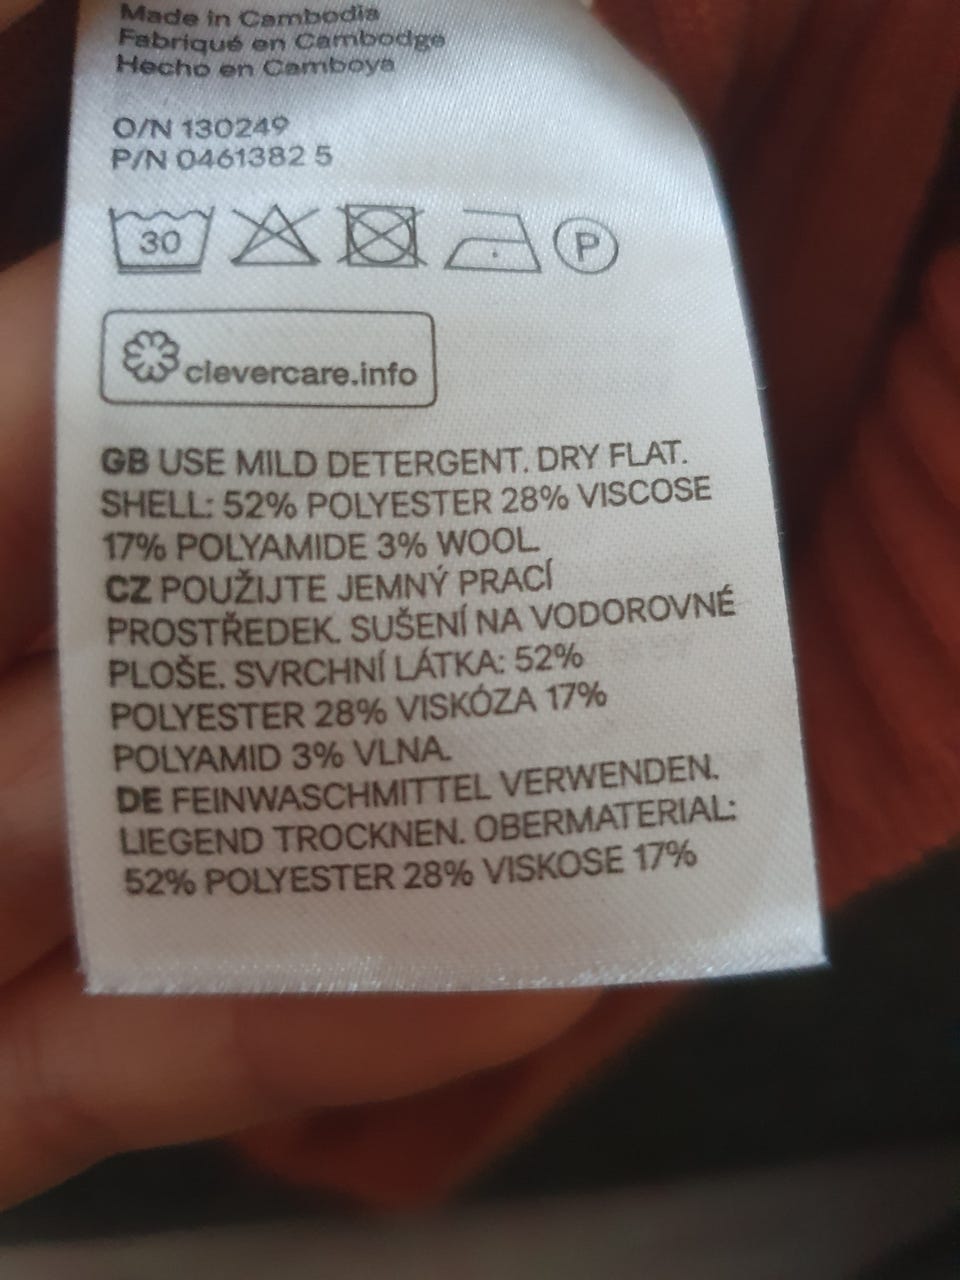 Made in Cambodia
Fabriqué en Cambodge
Hecho en Camboya
O/N 130249
P/N 0461382 5
30 P
clevercare.info
GB USE MILD DETERGENT. DRY FLAT.
SHELL: 52% POLYESTER 28% VISCOSE
17% POLYAMIDE 3% WOOL.
CZ POUŽIJTE JEMNÝ PRACÍ
PROSTŘEDEK. SUŠENÍ NA VODOROVNÉ
PLOŠE. SVRCHNÍ LÁTKA: 52%
POLYESTER 28% VISKÓZA 17%
POLYAMID 3% VLNA.
DE FEINWASCHMITTEL VERWENDEN.
LIEGEND TROCKNEN. OBERMATERIAL:
52% POLYESTER 28% VISKOSE 17%